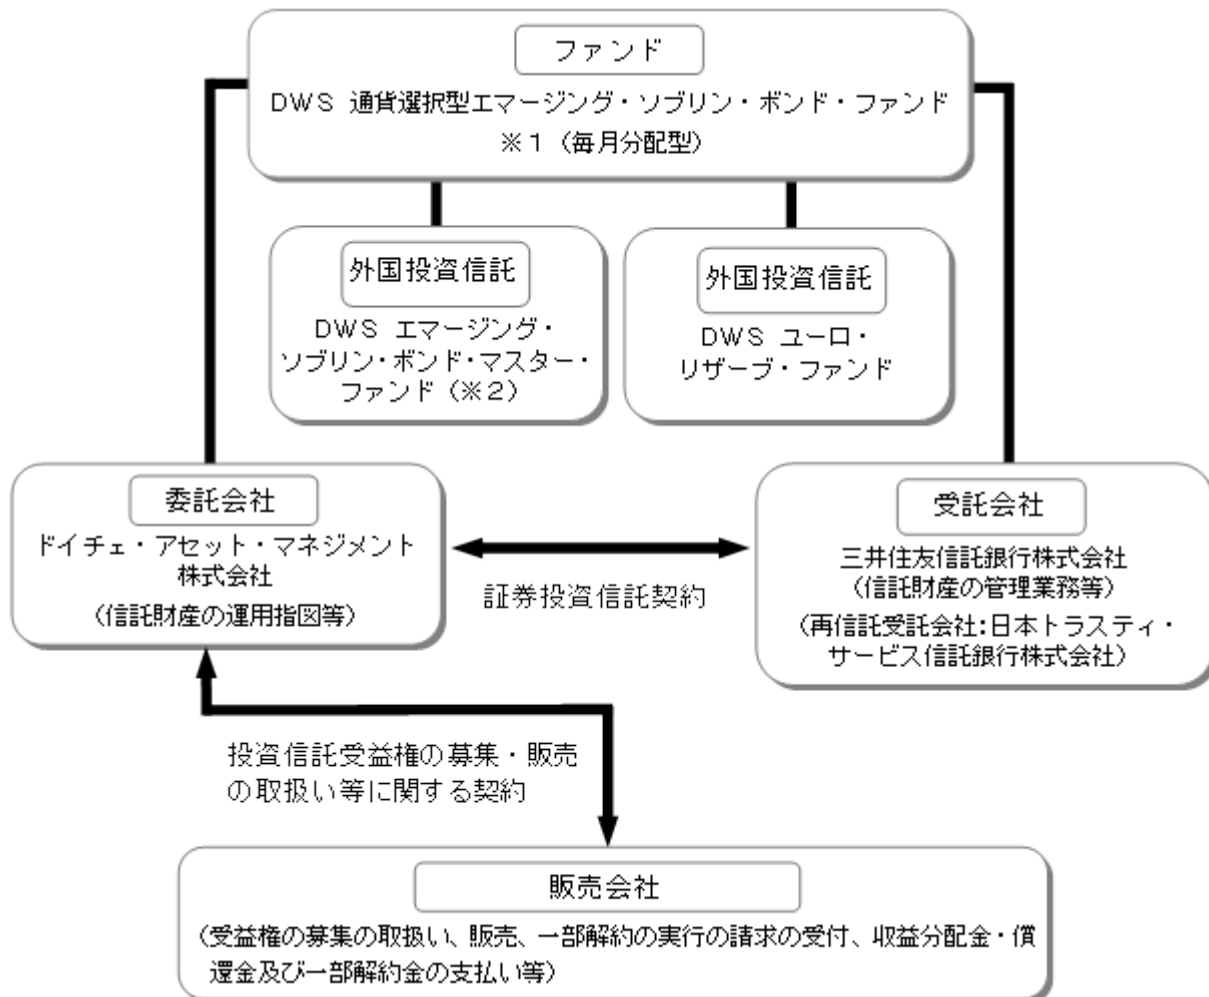 ファンド
DWS 通貨選択型エマージング・ソブリン・ボンド・ファンド
※1（毎月分配型）
外国投資信託
DWS エマージング・
ソブリン・ボンド・マスター・
ファンド（※2）
外国投資信託
DWS ユーロ・
リザーブ・ファンド
委託会社
ドイチェ・アセット・マネジメント
株式会社
（信託財産の運用指図等）
証券投資信託契約
受託会社
三井住友信託銀行株式会社
（信託財産の管理業務等）
（再信託受託会社：日本トラスティ・
サービス信託銀行株式会社）
投資信託受益権の募集・販売
の取扱い等に関する契約
販売会社
（受益権の募集の取扱い、販売、一部解約の実行の請求の受付、収益分配金・償
還金及び一部解約金の支払い等）